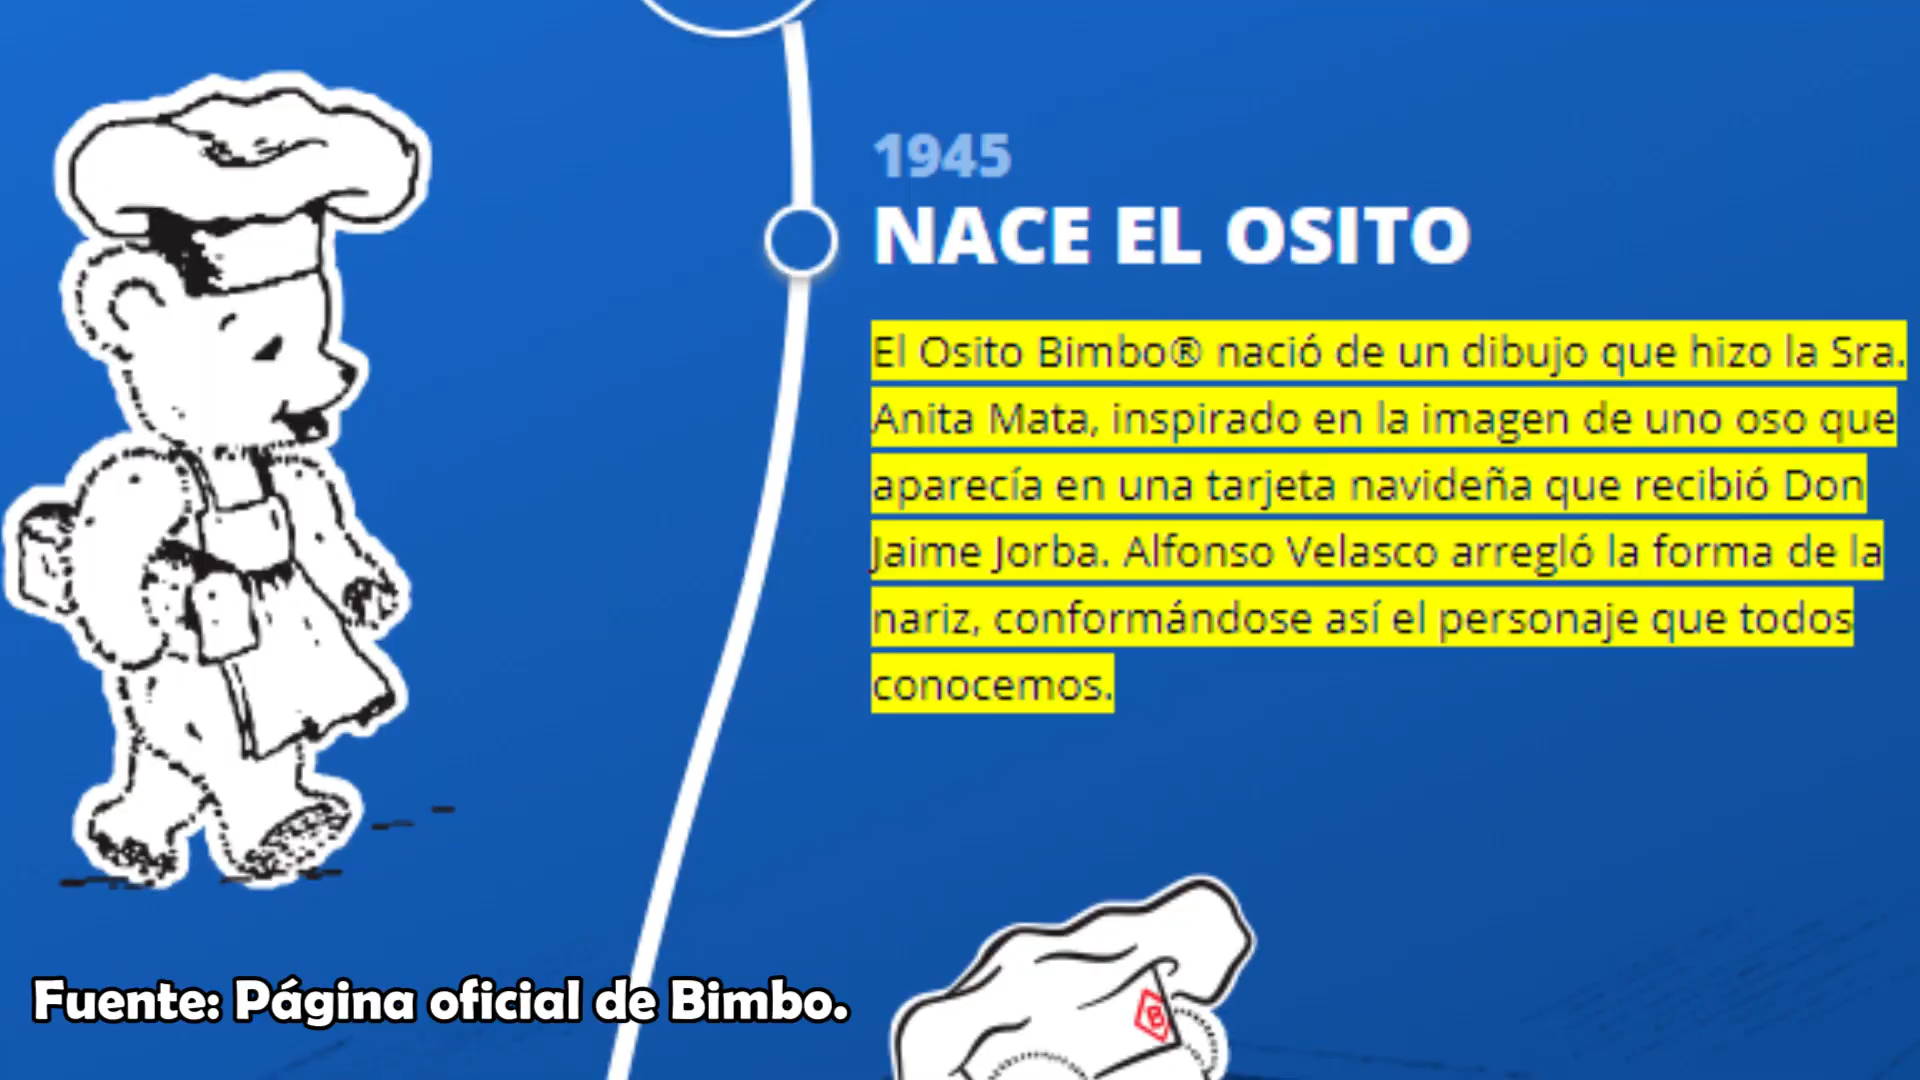 1945
NACE EL OSITO
El Osito Bimbo® nació de un dibujo que hizo la Sra.
Anita Mata, inspirado en la imagen de uno oso que
aparecía en una tarjeta navideña que recibió Don
Jaime Jorba. Alfonso Velasco arregló la forma de la
nariz, conformándose así el personaje que todos
conocemos.
B
Fuente: Página oficial de Bimbo.